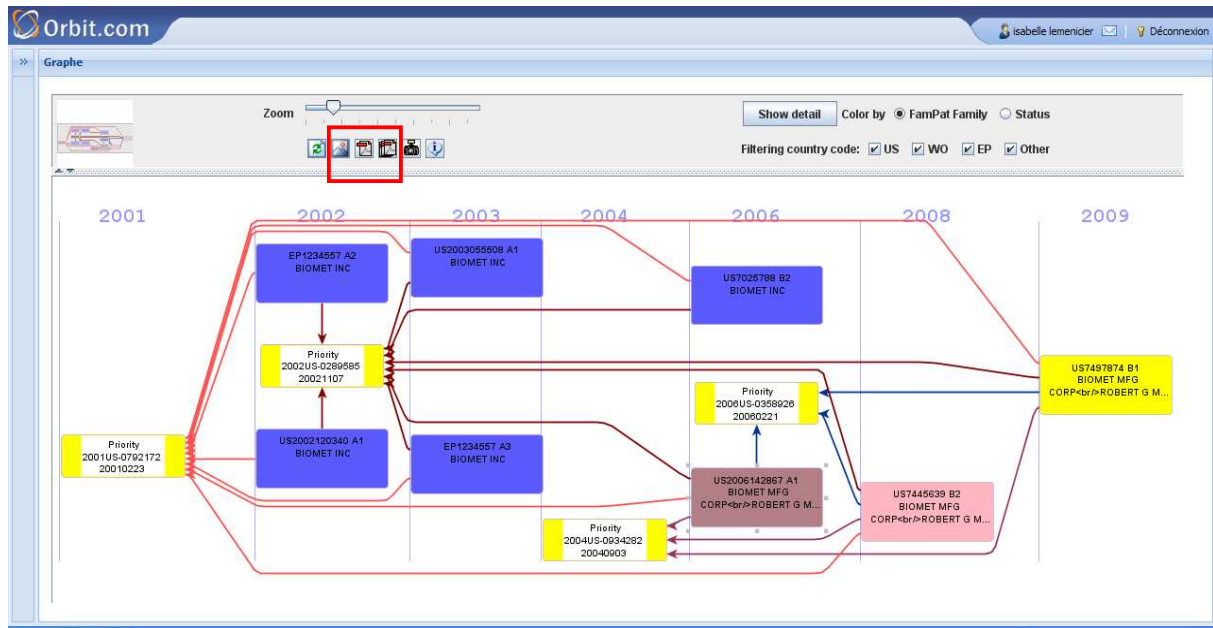 Orbit.com
isabelle lemenicier
Déconnexion
»
Graphe
Zoom
Show detail
Color by
FamPat Family
Status
Filtering country code:
US
WO
EP
Other
2001
2002
2003
2004
2006
2008
2009
EP1234557 A2
BIOMET INC
US2003055508 A1
BIOMET INC
US7025788 B2
BIOMET INC
Priority
2002US-0289585
20021107
US7497874 B1
BIOMET MFG
CORP<br/>ROBERT G M...
Priority
2006US-0358926
20060221
Priority
2001US-0792172
20010223
US2002120340 A1
BIOMET INC
EP1234557 A3
BIOMET INC
US2006142867 A1
BIOMET MFG
CORP<br/>ROBERT G M...
US7445639 B2
BIOMET MFG
CORP<br/>ROBERT G M...
Priority
2004US-0934282
20040903